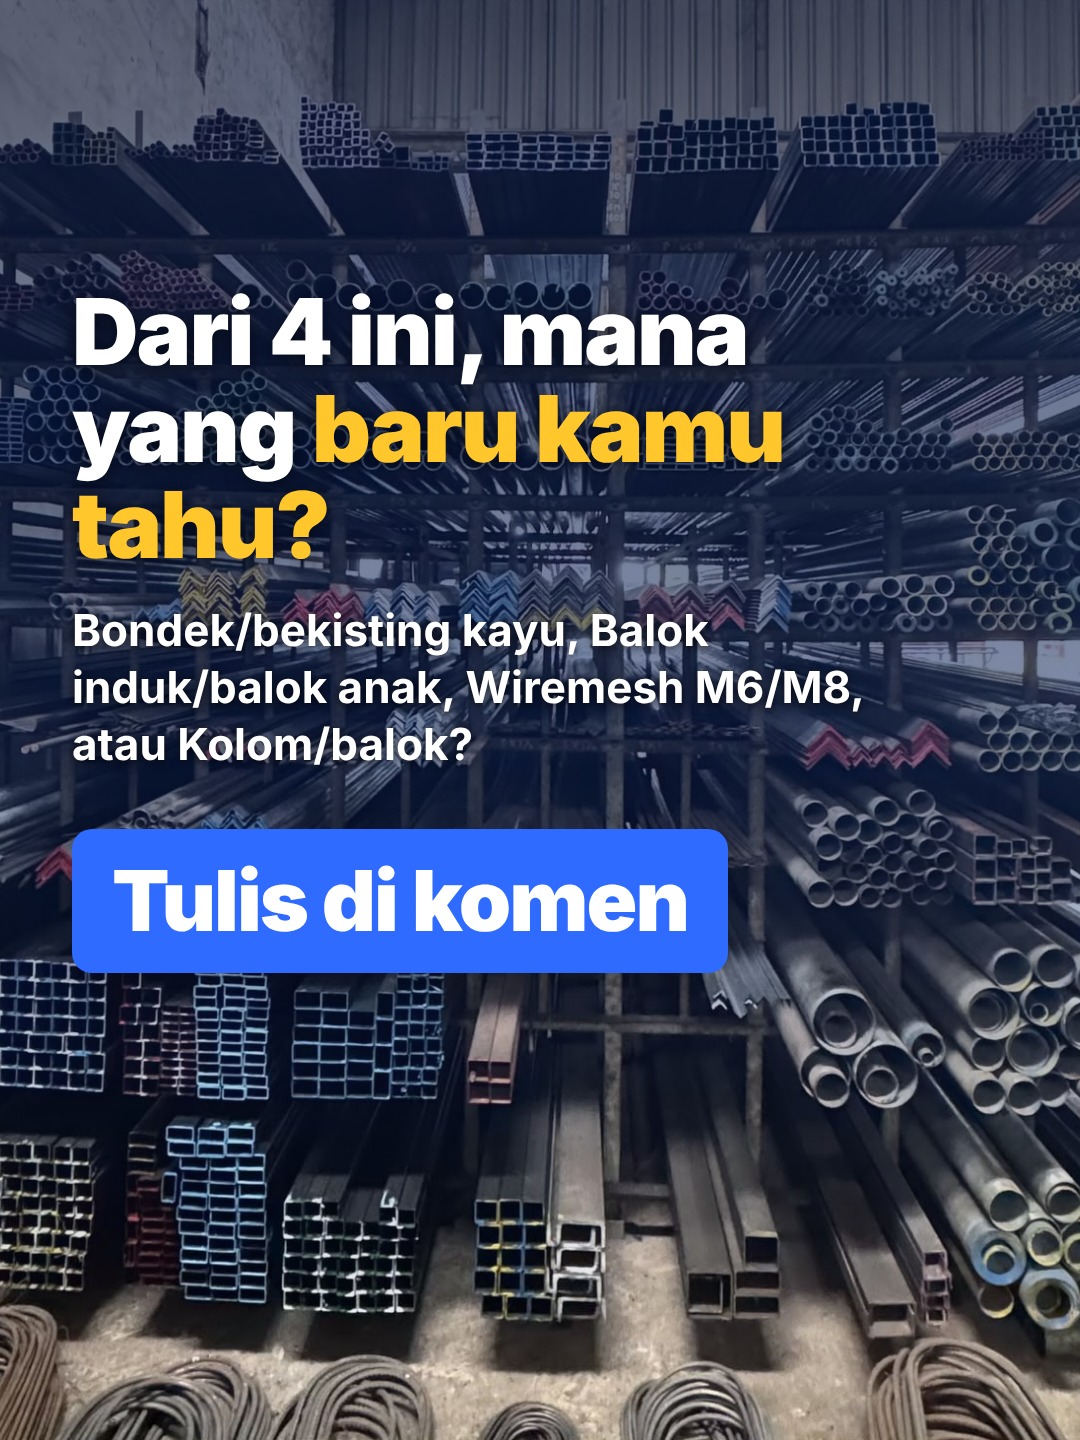 Dari 4 ini, mana
yang baru kamu
tahu?
Bondek/bekisting kayu, Balok
induk/balok anak, Wiremesh M6/M8,
atau Kolom/balok?
Tulis di komen